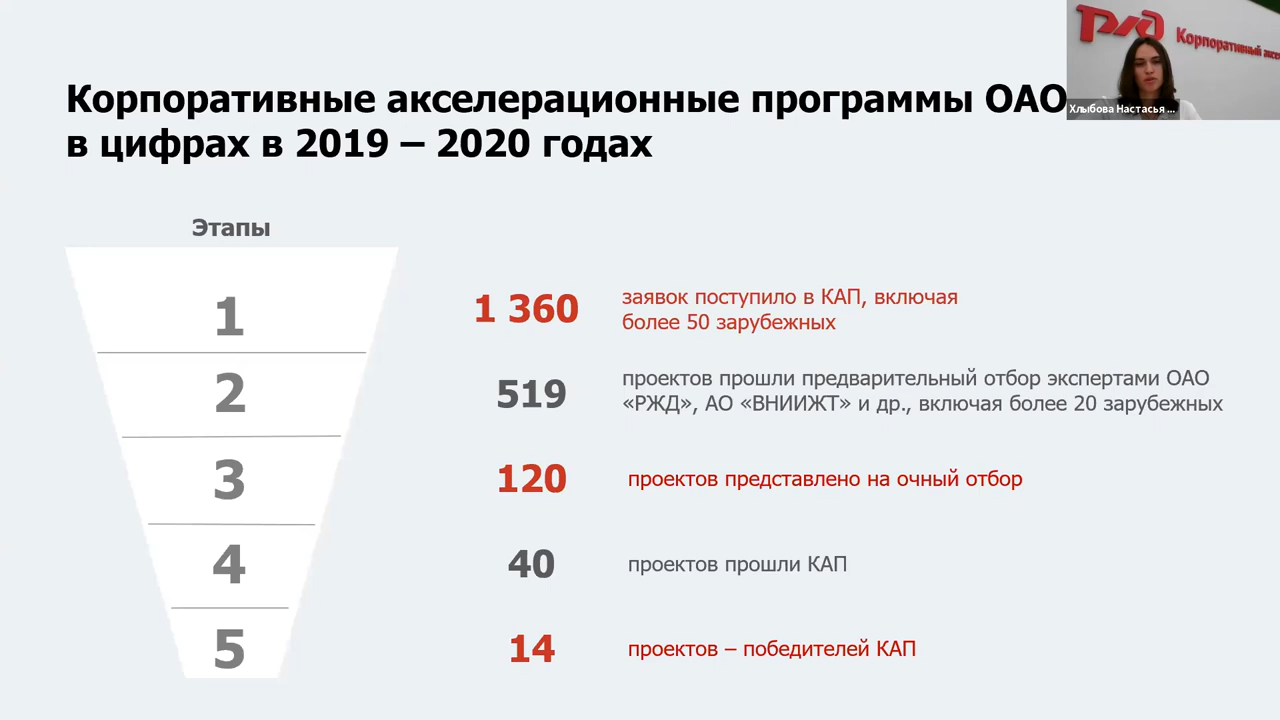 Корпоративные акселерационные программы ОАО
в цифрах в 2019 – 2020 годах
РЖД Корпоративный
Хлыбова Настасья ...
Этапы
1
1 360
заявок поступило в КАП, включая
более 50 зарубежных
2
519
проектов прошли предварительный отбор экспертами ОАО
«РЖД», АО «ВНИИЖТ» и др., включая более 20 зарубежных
3
120
проектов представлено на очный отбор
4
40
проектов прошли КАП
5
14
проектов – победителей КАП